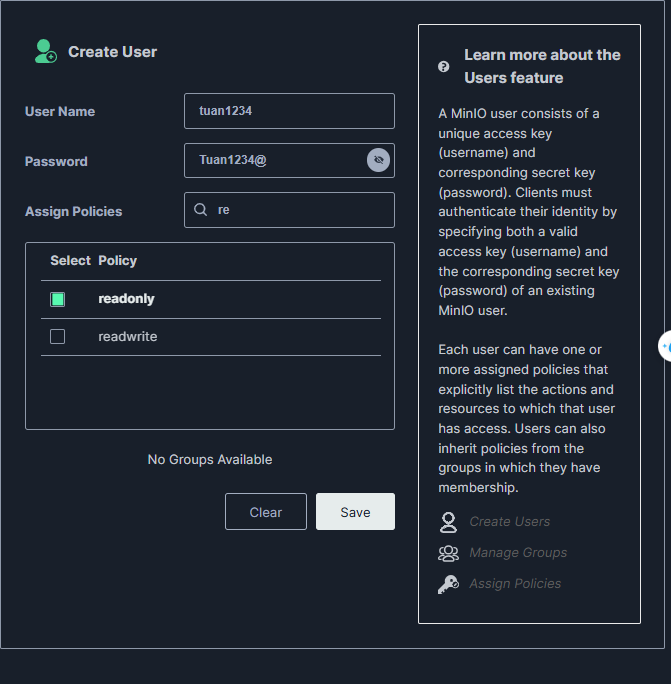 Create User
User Name
tuan1234
Password
Tuan1234@
Assign Policies
re
Select Policy
readonly
readwrite
No Groups Available
Clear
Save
Learn more about the
Users feature
A MinIO user consists of a
unique access key
(username) and
corresponding secret key
(password). Clients must
authenticate their identity by
specifying both a valid
access key (username) and
the corresponding secret key
(password) of an existing
MinIO user.
Each user can have one or
more assigned policies that
explicitly list the actions and
resources to which that user
has access. Users can also
inherit policies from the
groups in which they have
membership.
Create Users
Manage Groups
Assign Policies